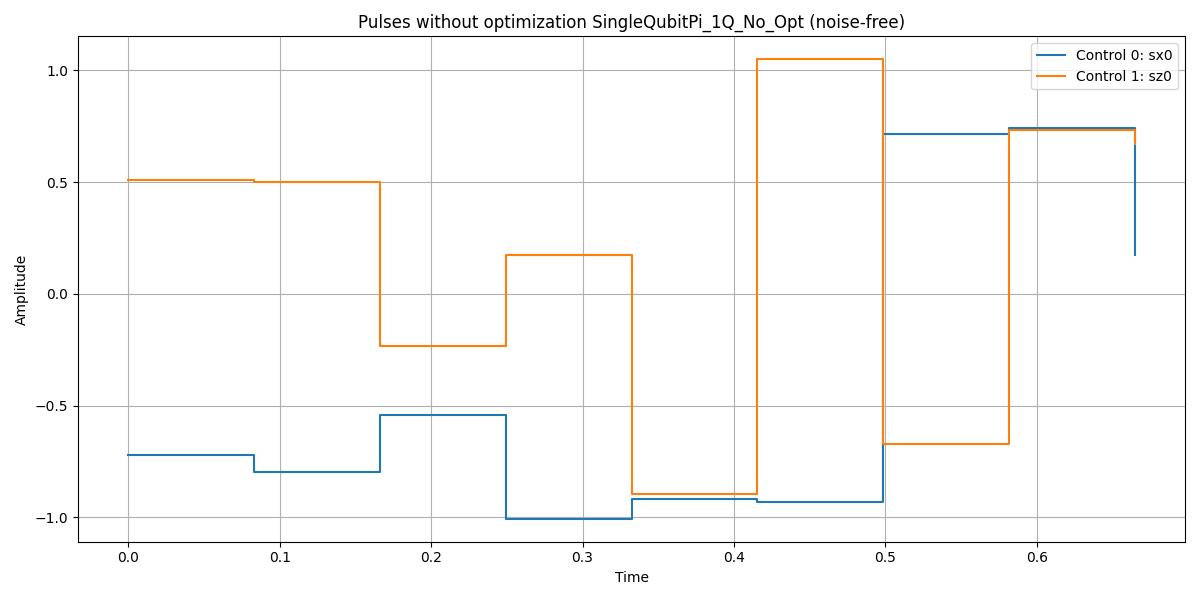 Pulses without optimization SingleQubitPi_1Q_No_Opt (noise-free)
Control 0: sx0
Control 1: sz0
1.0
0.5
0.0
−0.5
−1.0
Amplitude
0.0 0.1 0.2 0.3 0.4 0.5 0.6
Time